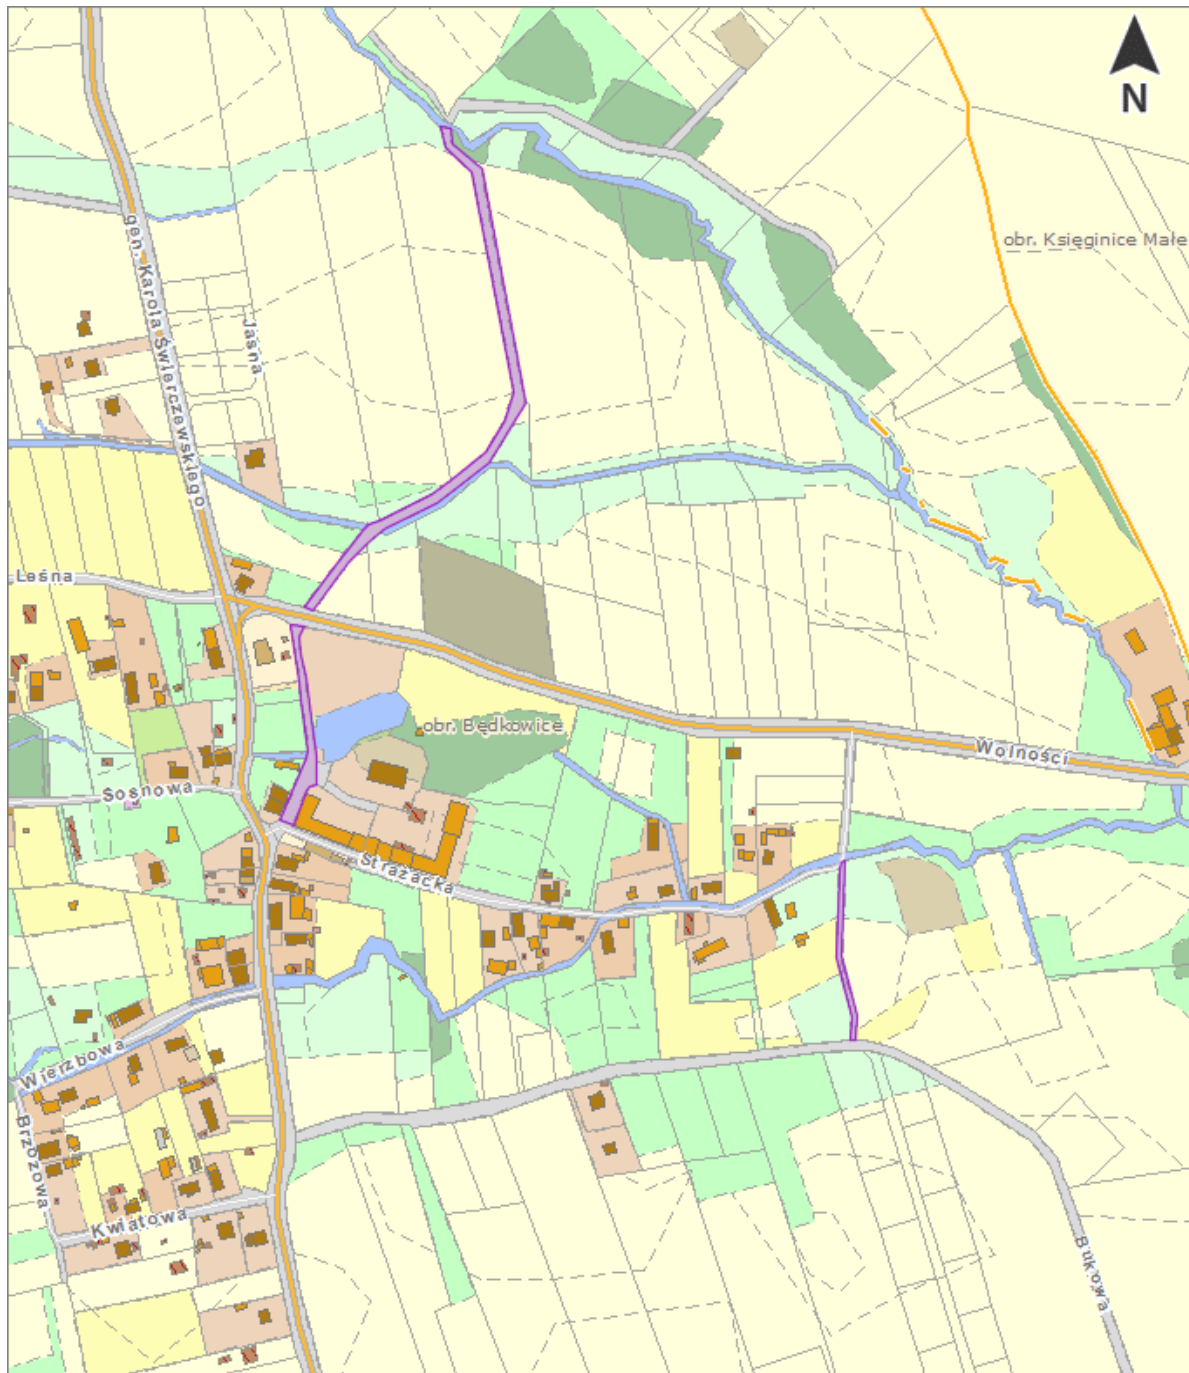 N
obr. Księginice Małe
gen. Karola Świerczewskiego
Jasna
Leśna
obr. Będkowice
Wolności
Sosnowa
Strażacka
Wierzbowa
Brzozowa
Kwiatowa
Bukowa